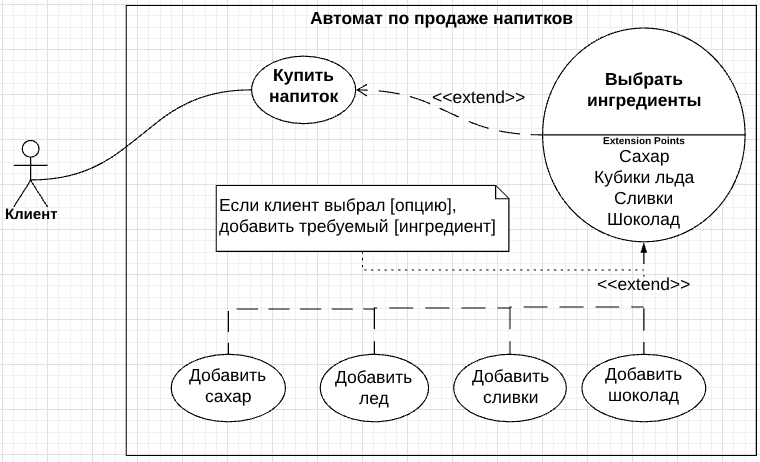 Автомат по продаже напитков
Купить
напиток
<<extend>>
Выбрать
ингредиенты
Extension Points
Сахар
Кубики льда
Сливки
Шоколад
Клиент
Если клиент выбрал [опцию],
добавить требуемый [ингредиент]
<<extend>>
Добавить
сахар
Добавить
лед
Добавить
сливки
Добавить
шоколад